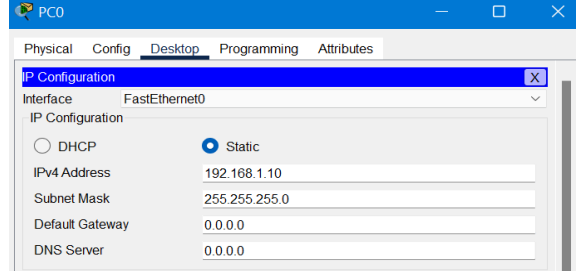 PC0
Physical Config Desktop Programming Attributes
IP Configuration X
Interface FastEthernet0
IP Configuration
DHCP Static
IPv4 Address 192.168.1.10
Subnet Mask 255.255.255.0
Default Gateway 0.0.0.0
DNS Server 0.0.0.0